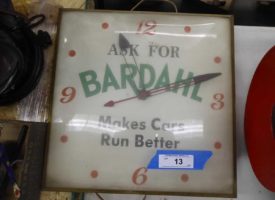 12
ASK FOR
BARDAHL
9
3
Makes Cars
Run Better
13
6